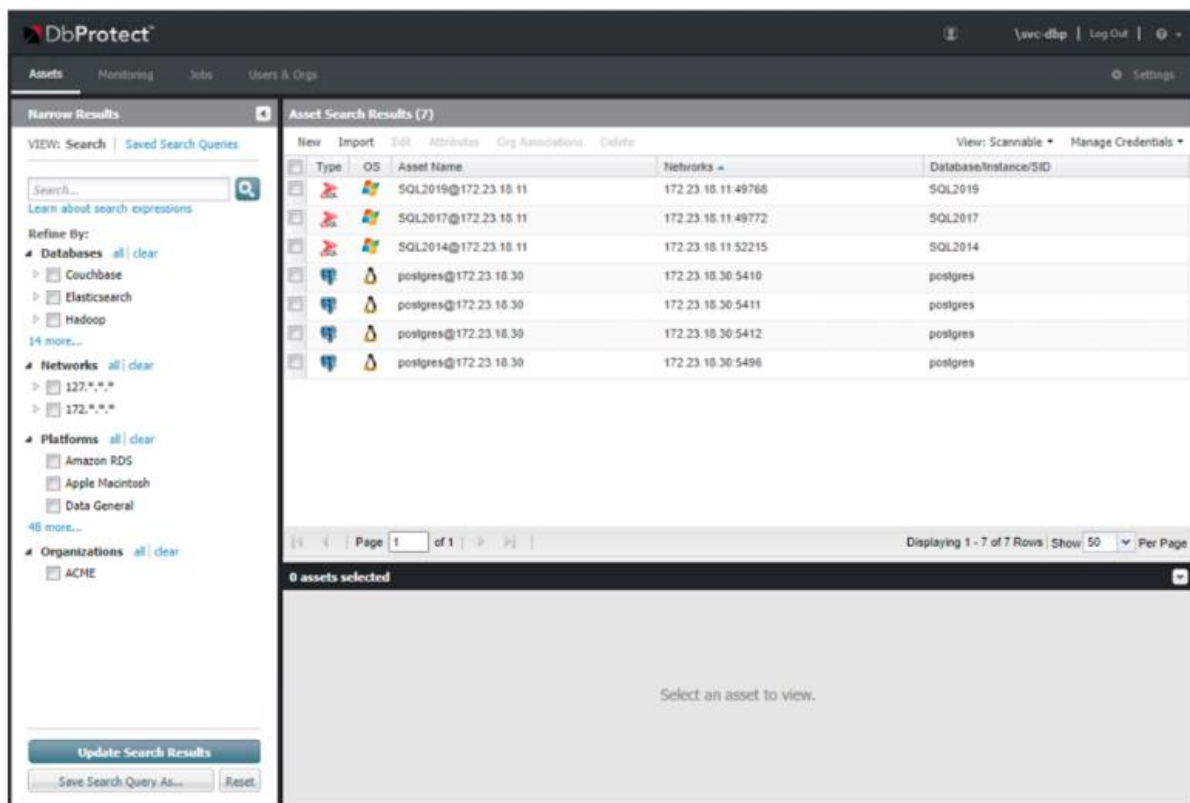 DbProtect™
\svc-dbp | Log Out |
Assets Monitoring Jobs Users & Orgs Settings
Narrow Results
VIEW: Search | Saved Search Queries
Search...
Learn about search expressions
Refine By:
Databases all | clear
Couchbase
Elasticsearch
Hadoop
14 more...
Networks all | clear
127.*.*.*
172.*.*.*
Platforms all | clear
Amazon RDS
Apple Macintosh
Data General
48 more...
Organizations all | clear
ACME
Update Search Results
Save Search Query As... Reset
Asset Search Results (7)
New Import Edit Attributes Org Associations Delete View: Scannable Manage Credentials
Type OS Asset Name Networks Database/Instance/SID
SQL2019@172.23.18.11 172.23.18.11:49768 SQL2019
SQL2017@172.23.18.11 172.23.18.11:49772 SQL2017
SQL2014@172.23.18.11 172.23.18.11:52215 SQL2014
postgres@172.23.18.30 172.23.18.30:5410 postgres
postgres@172.23.18.30 172.23.18.30:5411 postgres
postgres@172.23.18.30 172.23.18.30:5412 postgres
postgres@172.23.18.30 172.23.18.30:5496 postgres
Page 1 of 1 Displaying 1 - 7 of 7 Rows Show 50 Per Page
0 assets selected
Select an asset to view.